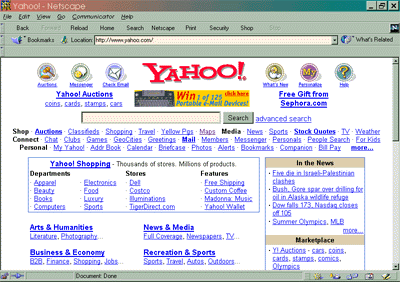 Yahoo! - Netscape
File Edit View Go Communicator Help
Back Forward Reload Home Search Netscape Print Security Shop Stop
Bookmarks Location: http://www.yahoo.com/ What's Related
YAHOO!
Auctions Messenger Check Email What's New Personalize Help
Yahoo! Auctions
coins, cards, stamps, cars
Win 1 of 125 click here
Portable e-Mail Devices!
Free Gift from
Sephora.com
Search advanced search
Shop - Auctions · Classifieds · Shopping · Travel · Yellow Pgs · Maps Media - News · Sports · Stock Quotes · TV · Weather
Connect - Chat · Clubs · Games · GeoCities · Greetings · Mail · Members · Messenger · Personals · People Search · For Kids
Personal - My Yahoo! · Addr Book · Calendar · Briefcase · Photos · Alerts · Bookmarks · Companion · Bill Pay more...
Yahoo! Shopping - Thousands of stores. Millions of products.
Departments Stores Features
· Apparel · Electronics · Dell · Free Shipping
· Beauty · Food · Costco · Custom Coffee
· Books · Luxury · Illuminations · Madonna: Music
· Computers · Sports · TigerDirect.com · Yahoo! Wallet
In the News
· Five die in Israeli-Palestinian
clashes
· Bush, Gore spar over drilling for
oil in Alaska wildlife refuge
· Dow falls 173, Nasdaq closes
off 105
· Summer Olympics, MLB
more...
Marketplace
· Y! Auctions - cars, coins,
cards, stamps, comics,
Olympics
Arts & Humanities
Literature, Photography...
News & Media
Full Coverage, Newspapers, TV...
Business & Economy
B2B, Finance, Shopping, Jobs...
Recreation & Sports
Sports, Travel, Autos, Outdoors...
Document: Done